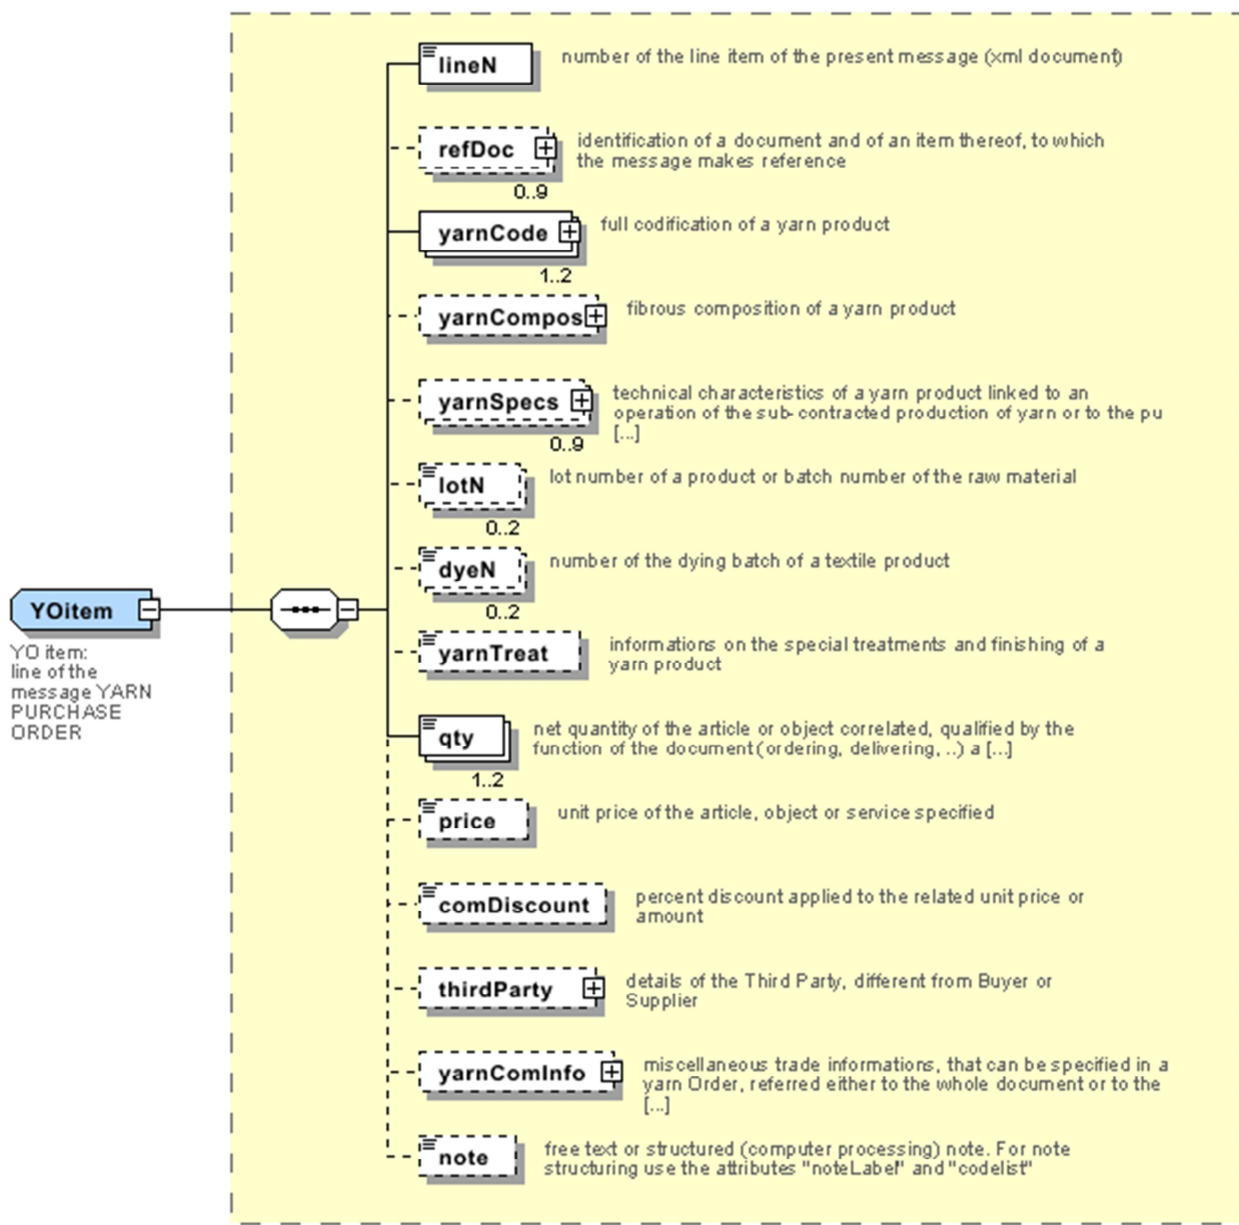 lineN
number of the line item of the present message (xml document)
refDoc
identification of a document and of an item thereof, to which
the message makes reference
0..9
yarnCode
full codification of a yarn product
1..2
yarnCompos
fibrous composition of a yarn product
yarnSpecs
technical characteristics of a yarn product linked to an
operation of the sub-contracted production of yarn or to the pu
[...]
0..9
lotN
lot number of a product or batch number of the raw material
0..2
dyeN
number of the dying batch of a textile product
0..2
YOitem
YO item:
line of the
message YARN
PURCHASE
ORDER
yarnTreat
informations on the special treatments and finishing of a
yarn product
qty
net quantity of the article or object correlated, qualified by the
function of the document (ordering, delivering, ..) a [...]
1..2
price
unit price of the article, object or service specified
comDiscount
percent discount applied to the related unit price or
amount
thirdParty
details of the Third Party, different from Buyer or
Supplier
yarnComInfo
miscellaneous trade informations, that can be specified in a
yarn Order, referred either to the whole document or to the
[...]
note
free text or structured (computer processing) note. For note
structuring use the attributes "noteLabel" and "codelist"